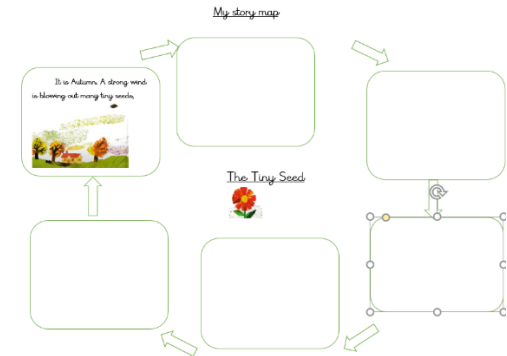 My story map
It is Autumn. A strong wind
is blowing out many tiny seeds,
The Tiny Seed